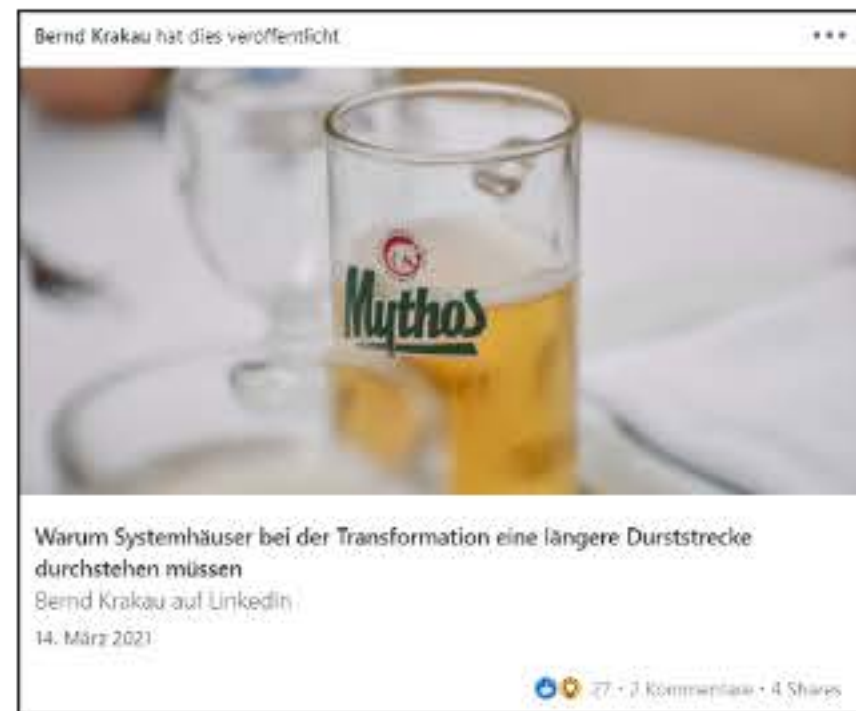 Bernd Krakau hat dies veröffentlicht
Mythos
Warum Systemhäuser bei der Transformation eine längere Durststrecke
durchstehen müssen
Bernd Krakau auf LinkedIn
14. März 2021
27 • 2 Kommentare • 4 Shares